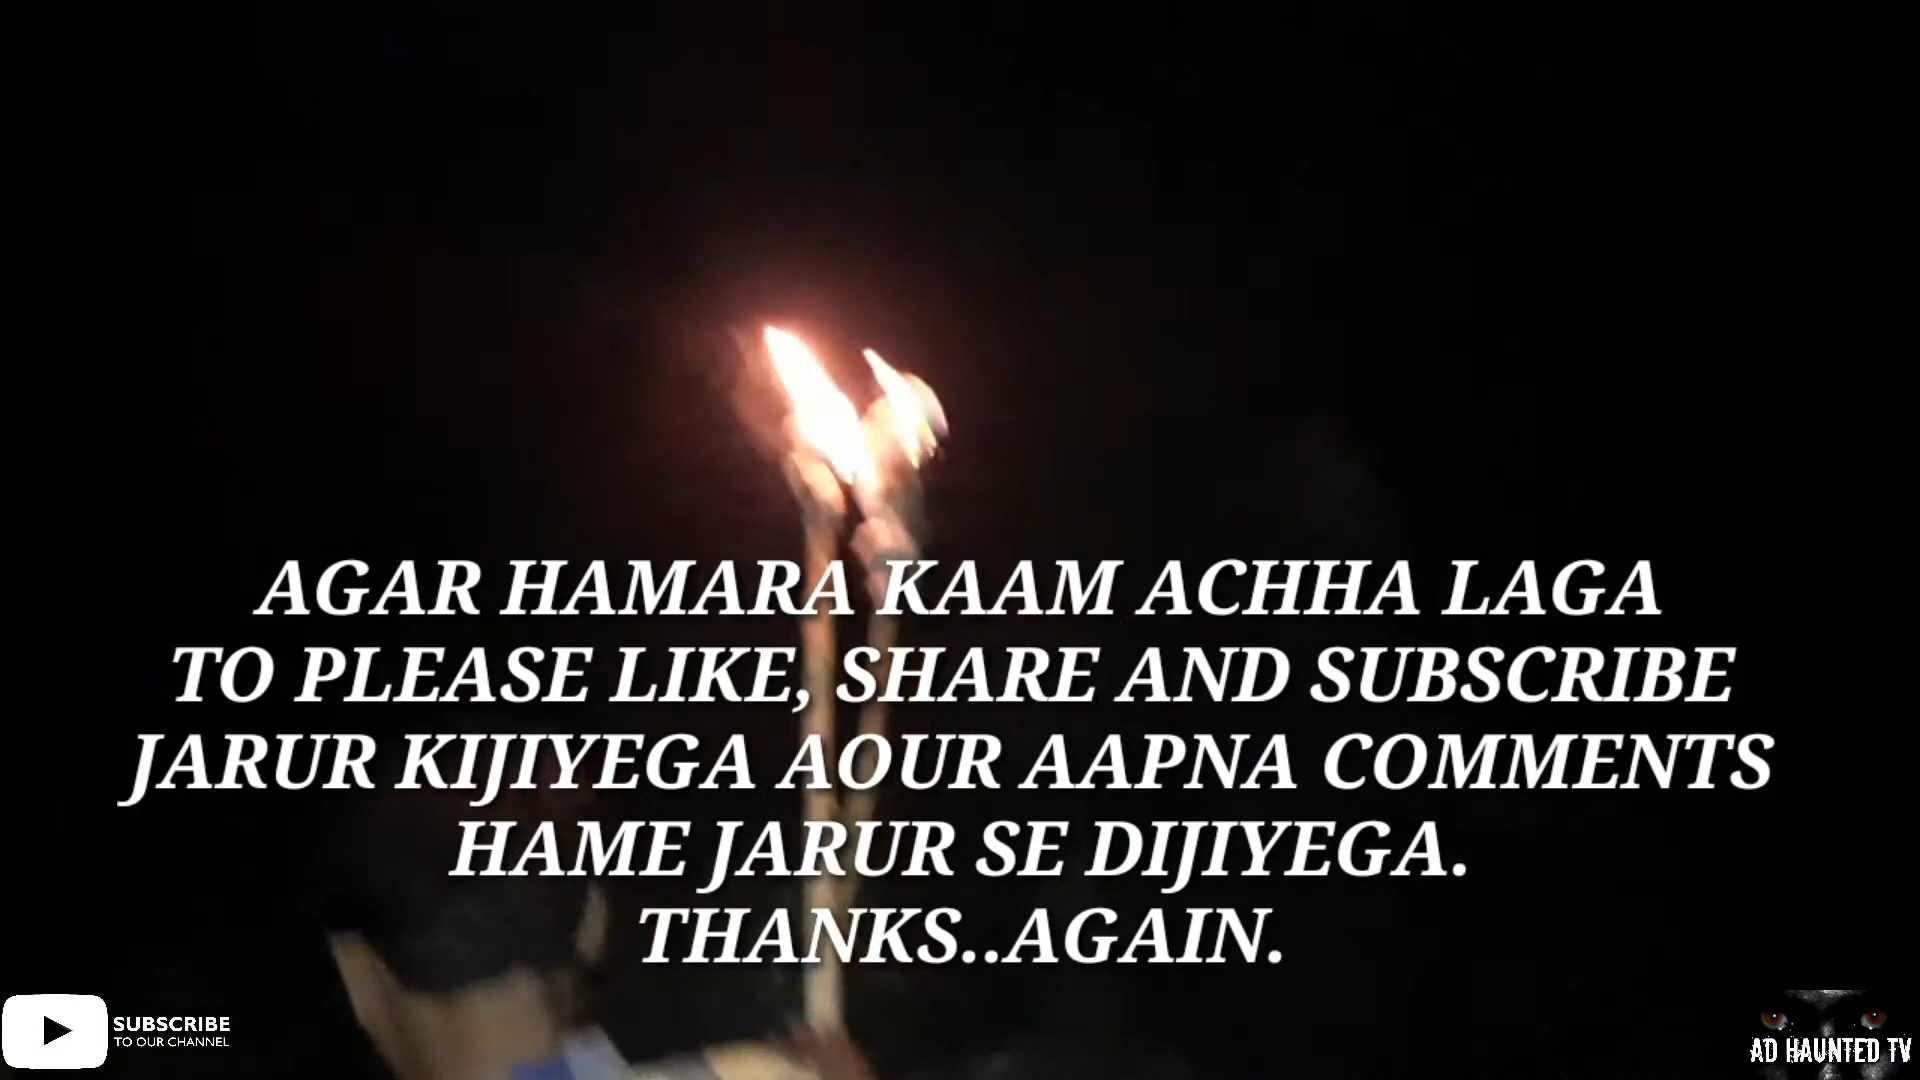 AGAR HAMARA KAAM ACHHA LAGA
TO PLEASE LIKE, SHARE AND SUBSCRIBE
JARUR KIJIYEGA AOUR AAPNA COMMENTS
HAME JARUR SE DIJIYEGA.
THANKS..AGAIN.
SUBSCRIBE
TO OUR CHANNEL
AD HAUNTED TV